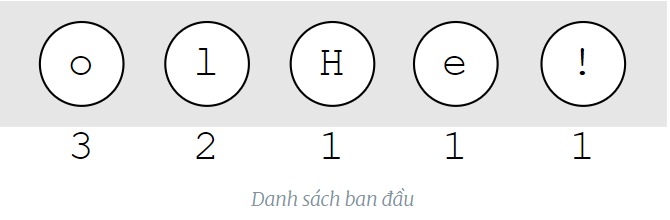 o l H e !
3 2 1 1 1
Danh sách ban đầu